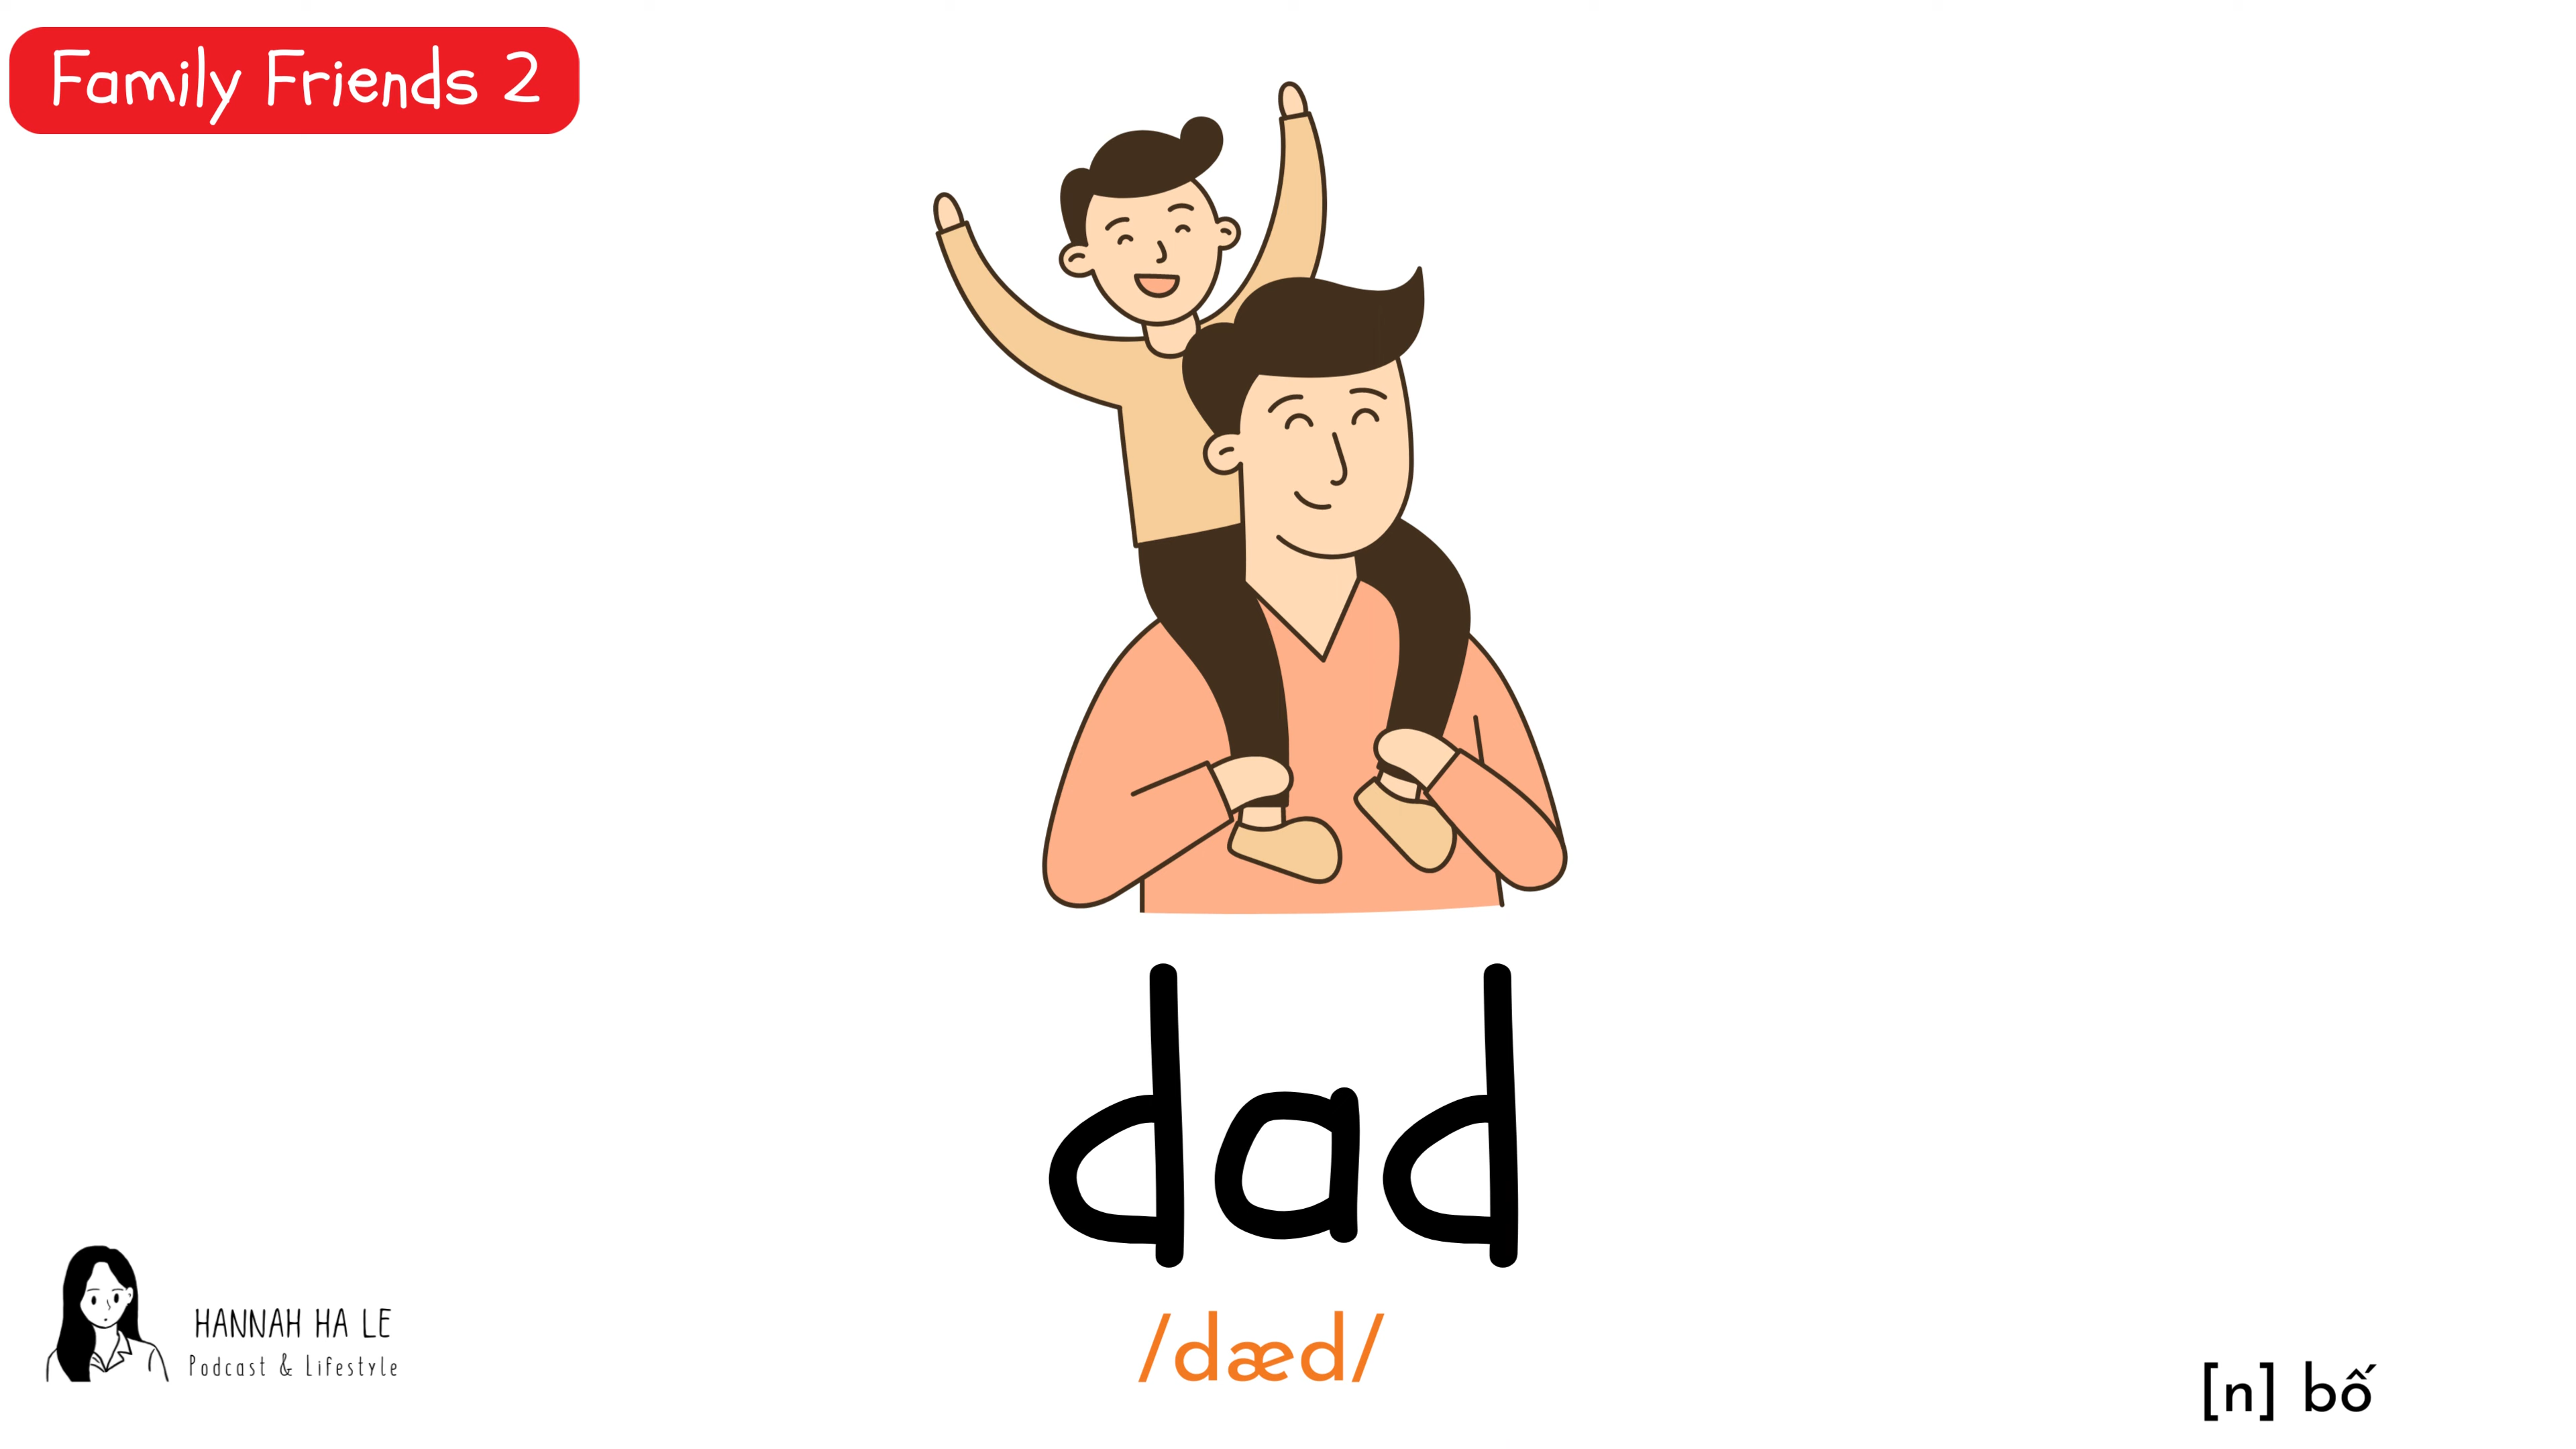 Family Friends 2
dad
/dæd/
HANNAH HA LE
Podcast & Lifestyle
[n] bố